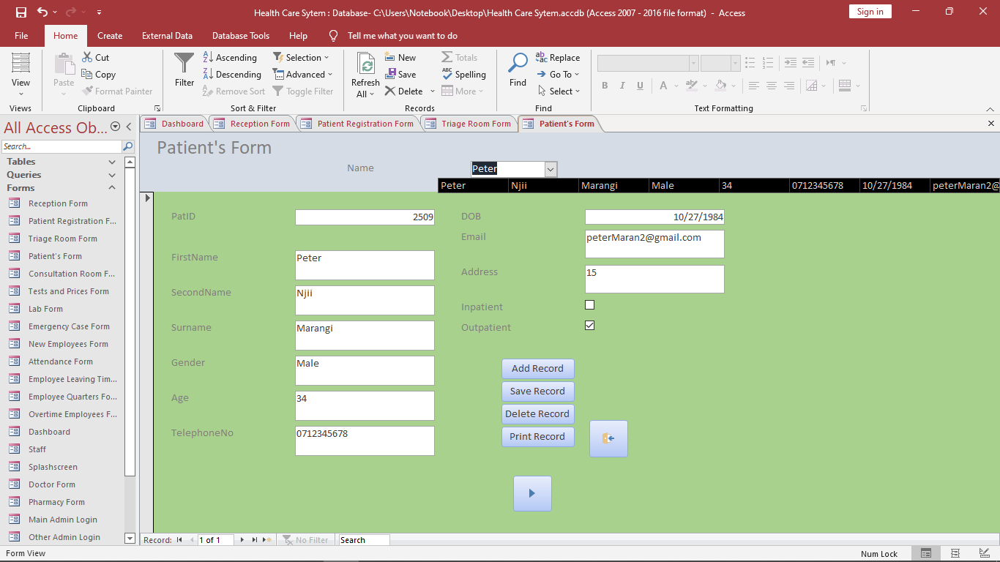 Health Care Sytem : Database- C:\Users\Notebook\Desktop\Health Care Sytem.accdb (Access 2007 - 2016 file format) - Access
Sign in
File Home Create External Data Database Tools Help Tell me what you want to do
View
Views
Paste
Cut
Copy
Format Painter
Clipboard
Filter
Ascending
Descending
Remove Sort
Selection
Advanced
Toggle Filter
Sort & Filter
Refresh
All
New
Save
Delete
Totals
Spelling
More
Records
Find
Replace
Go To
Select
Find
B I U A
Text Formatting
All Access Ob...
Search...
Tables
Queries
Forms
Reception Form
Patient Registration F...
Triage Room Form
Patient's Form
Consultation Room F...
Tests and Prices Form
Lab Form
Emergency Case Form
New Employees Form
Attendance Form
Employee Leaving Tim...
Employee Quarters Fo...
Overtime Employees F...
Dashboard
Staff
Splashscreen
Doctor Form
Pharmacy Form
Main Admin Login
Other Admin Login
Dashboard Reception Form Patient Registration Form Triage Room Form Patient's Form
Patient's Form
Name Peter
Peter Njii Marangi Male 34 0712345678 10/27/1984 peterMaran2@
PatID 2509
FirstName Peter
SecondName Njii
Surname Marangi
Gender Male
Age 34
TelephoneNo 0712345678
DOB 10/27/1984
Email peterMaran2@gmail.com
Address 15
Inpatient
Outpatient
Add Record
Save Record
Delete Record
Print Record
Record: 1 of 1 No Filter Search
Form View Num Lock